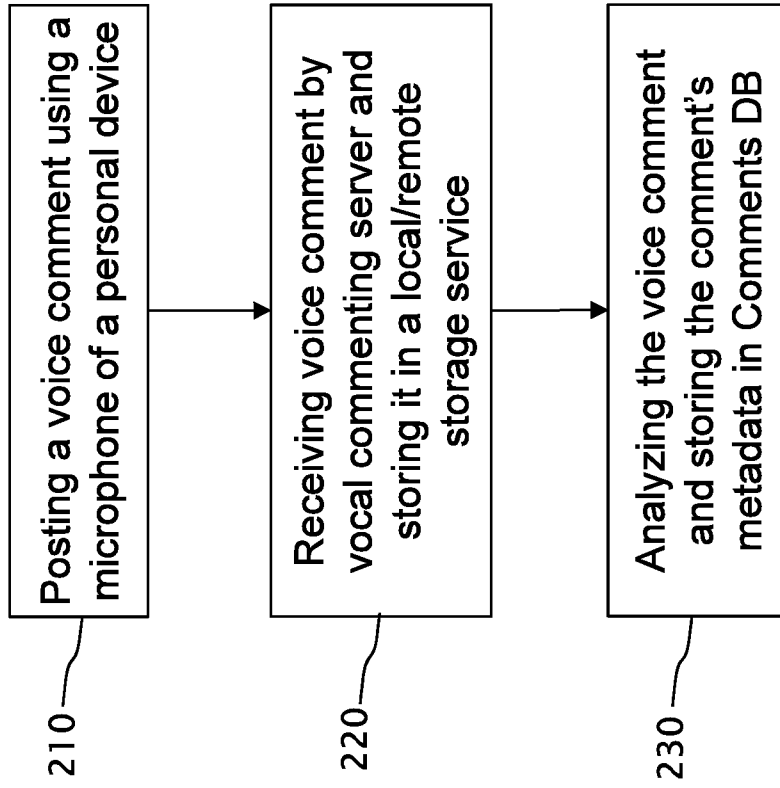 Posting a voice comment using a
microphone of a personal device
210
Receiving voice comment by
vocal commenting server and
storing it in a local/remote
storage service
220
Analyzing the voice comment
and storing the comment's
metadata in Comments DB
230